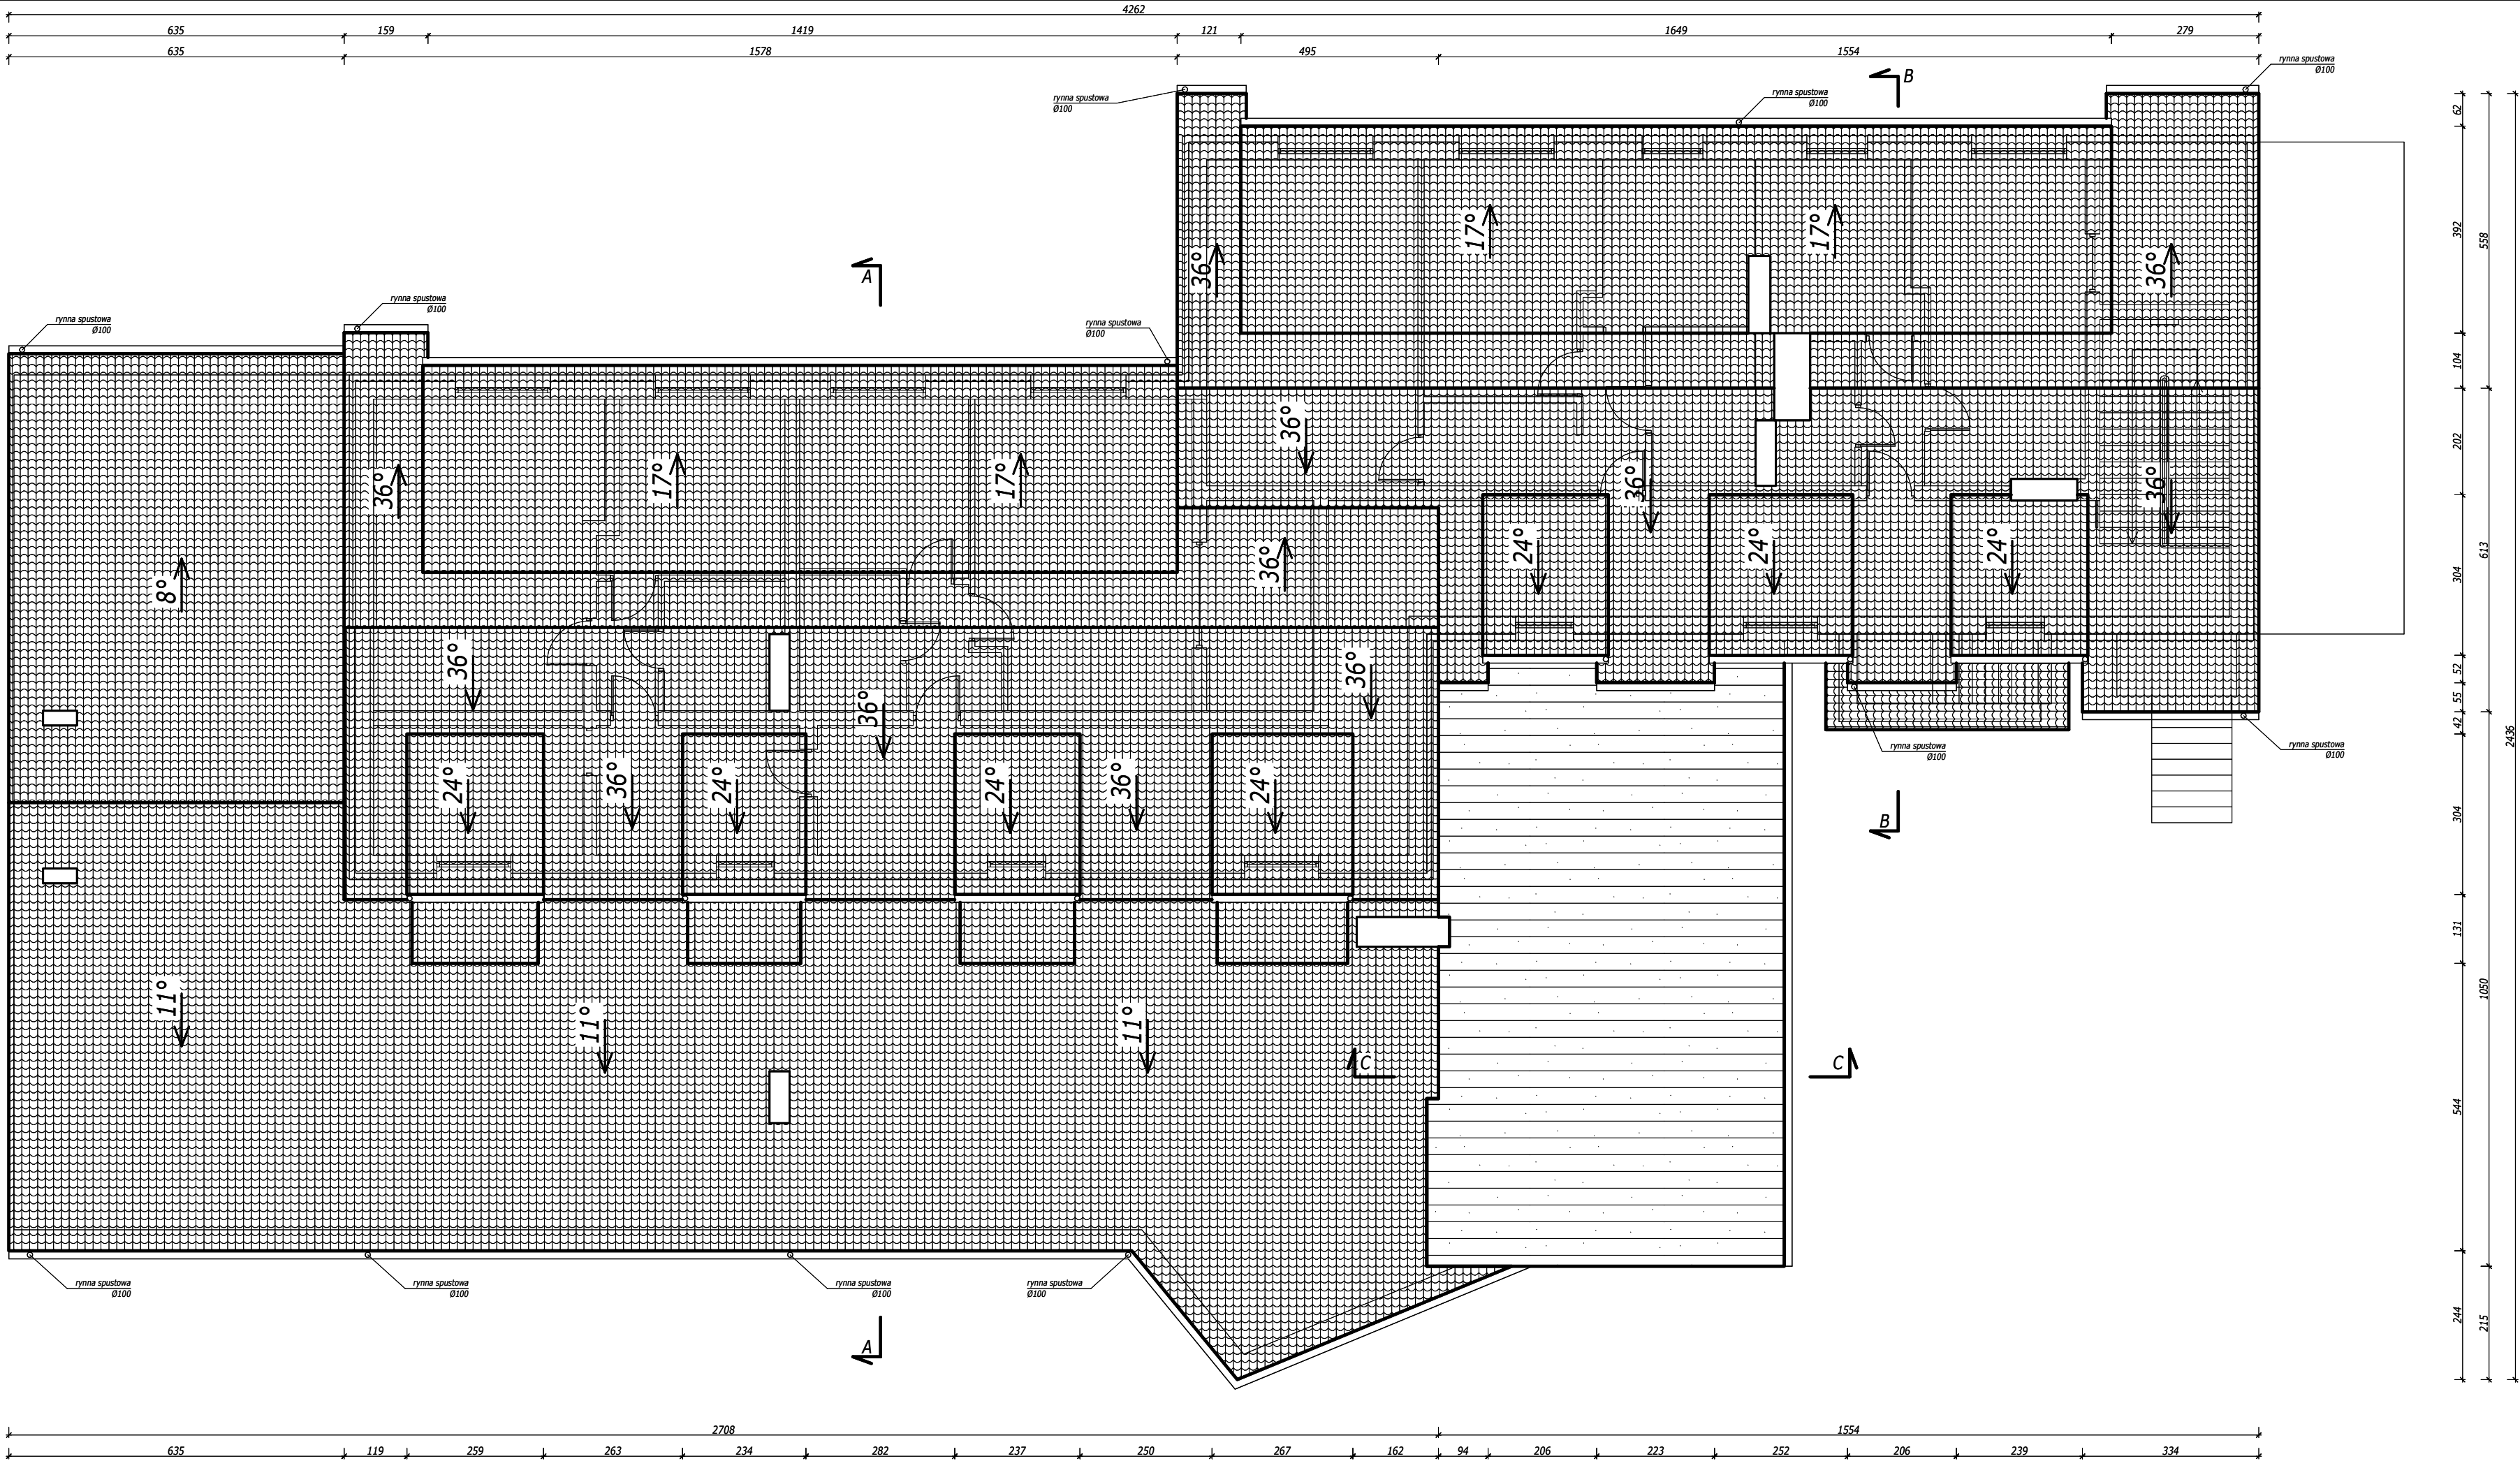 4262
635 159 1419 121 1649 279
635 1578 495 1554
rynna spustowa
Ø100
B
rynna spustowa
Ø100
rynna spustowa
Ø100
62
392
558
17°
17°
36°
36°
A
rynna spustowa
Ø100
rynna spustowa
Ø100
rynna spustowa
Ø100
104
36°
202
36°
17°
17°
36°
36°
24°
24°
24°
613
304
36°
8°
36°
36°
52
55
42
36°
2436
rynna spustowa
Ø100
rynna spustowa
Ø100
24°
36°
24°
24°
36°
24°
B
304
131
11°
11°
11°
1050
C
C
544
rynna spustowa
Ø100
rynna spustowa
Ø100
rynna spustowa
Ø100
rynna spustowa
Ø100
244
215
A
2708 1554
635 119 259 263 234 282 237 250 267 162 94 206 223 252 206 239 334